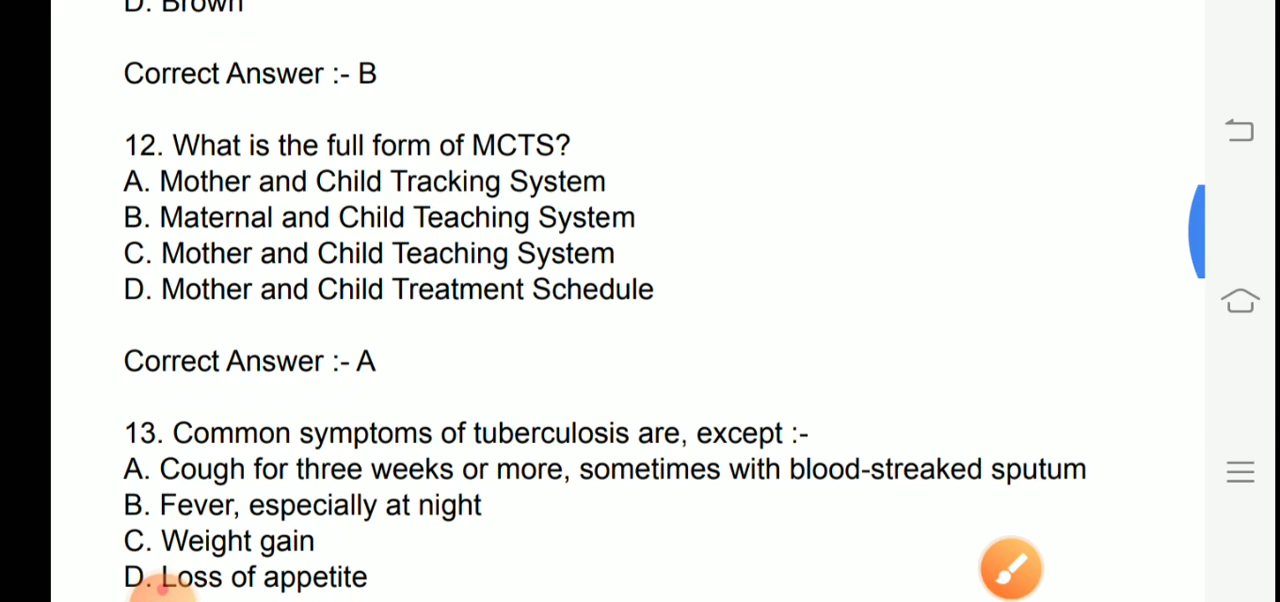 D. Brown
Correct Answer :- B
12. What is the full form of MCTS?
A. Mother and Child Tracking System
B. Maternal and Child Teaching System
C. Mother and Child Teaching System
D. Mother and Child Treatment Schedule
Correct Answer :- A
13. Common symptoms of tuberculosis are, except :-
A. Cough for three weeks or more, sometimes with blood-streaked sputum
B. Fever, especially at night
C. Weight gain
D. Loss of appetite